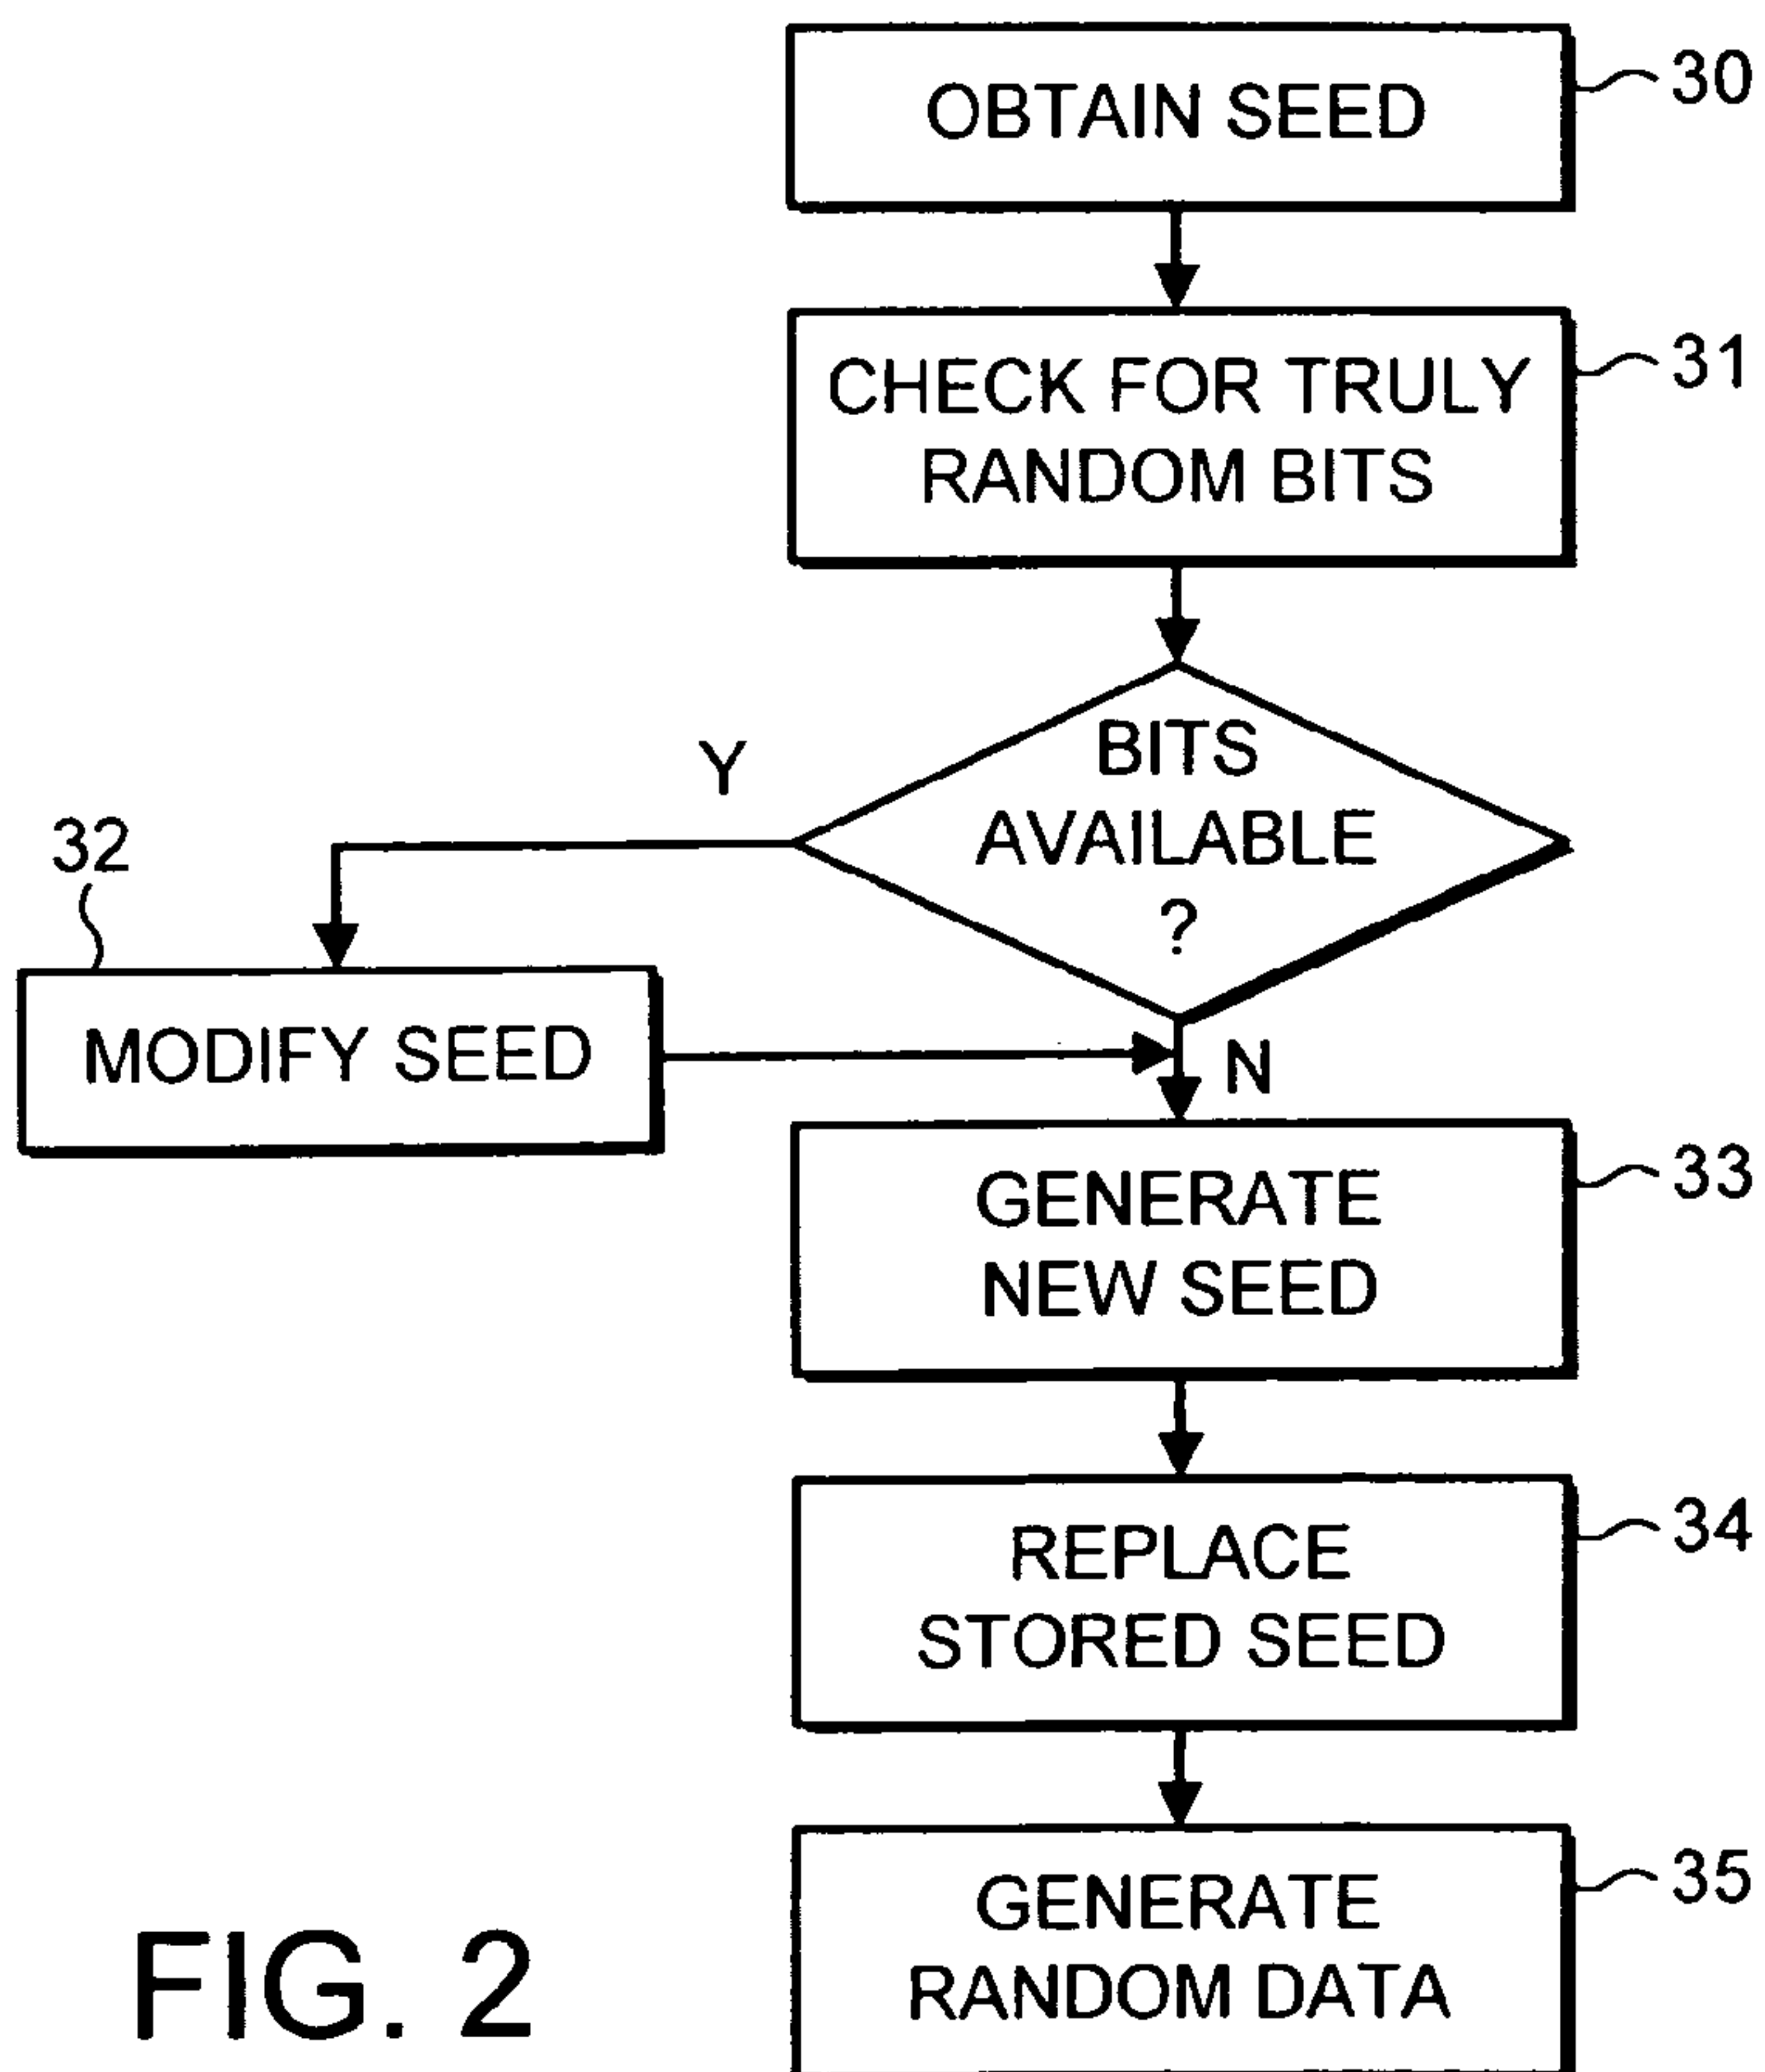 OBTAIN SEED
30
CHECK FOR TRULY
RANDOM BITS
31
BITS
AVAILABLE
?
Y
32
MODIFY SEED
N
GENERATE
NEW SEED
33
REPLACE
STORED SEED
34
GENERATE
RANDOM DATA
35
FIG. 2